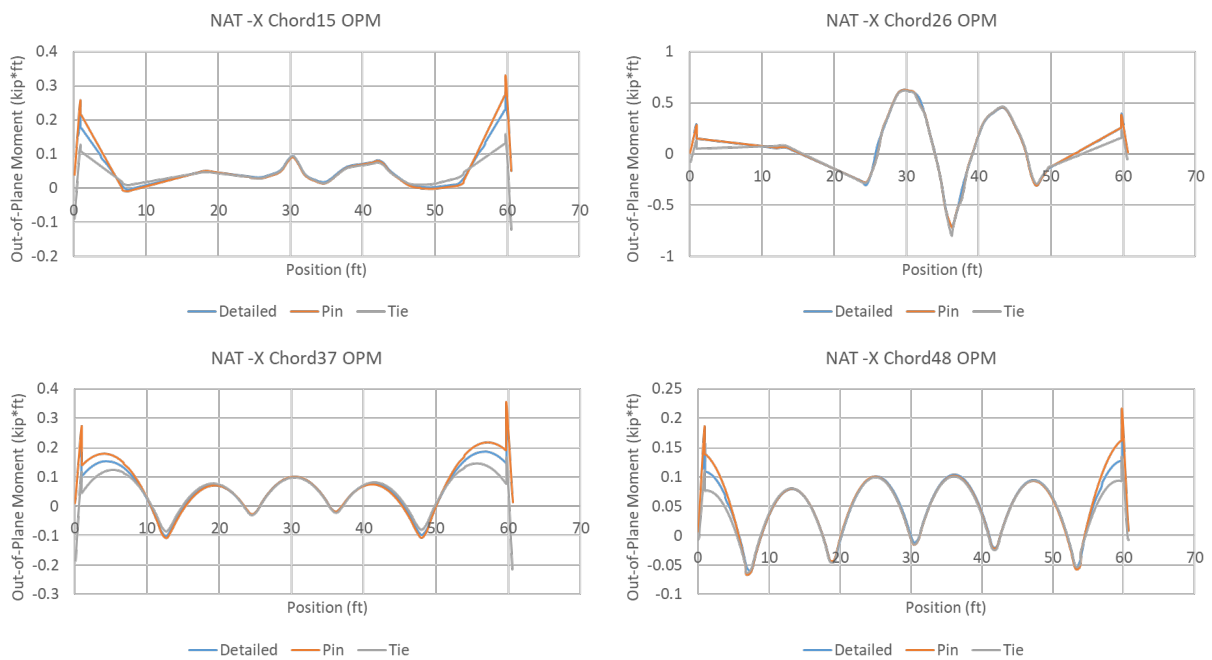 NAT -X Chord15 OPM
Out-of-Plane Moment (kip*ft)
0.4
0.3
0.2
0.1
0
-0.1
-0.2
0 10 20 30 40 50 60 70
Position (ft)
Detailed Pin Tie
NAT -X Chord26 OPM
Out-of-Plane Moment (kip*ft)
1
0.5
0
-0.5
-1
0 10 20 30 40 50 60 70
Position (ft)
Detailed Pin Tie
NAT -X Chord37 OPM
Out-of-Plane Moment (kip*ft)
0.4
0.3
0.2
0.1
0
-0.1
-0.2
-0.3
0 10 20 30 40 50 60 70
Position (ft)
Detailed Pin Tie
NAT -X Chord48 OPM
Out-of-Plane Moment (kip*ft)
0.25
0.2
0.15
0.1
0.05
0
-0.05
-0.1
0 10 20 30 40 50 60 70
Position (ft)
Detailed Pin Tie